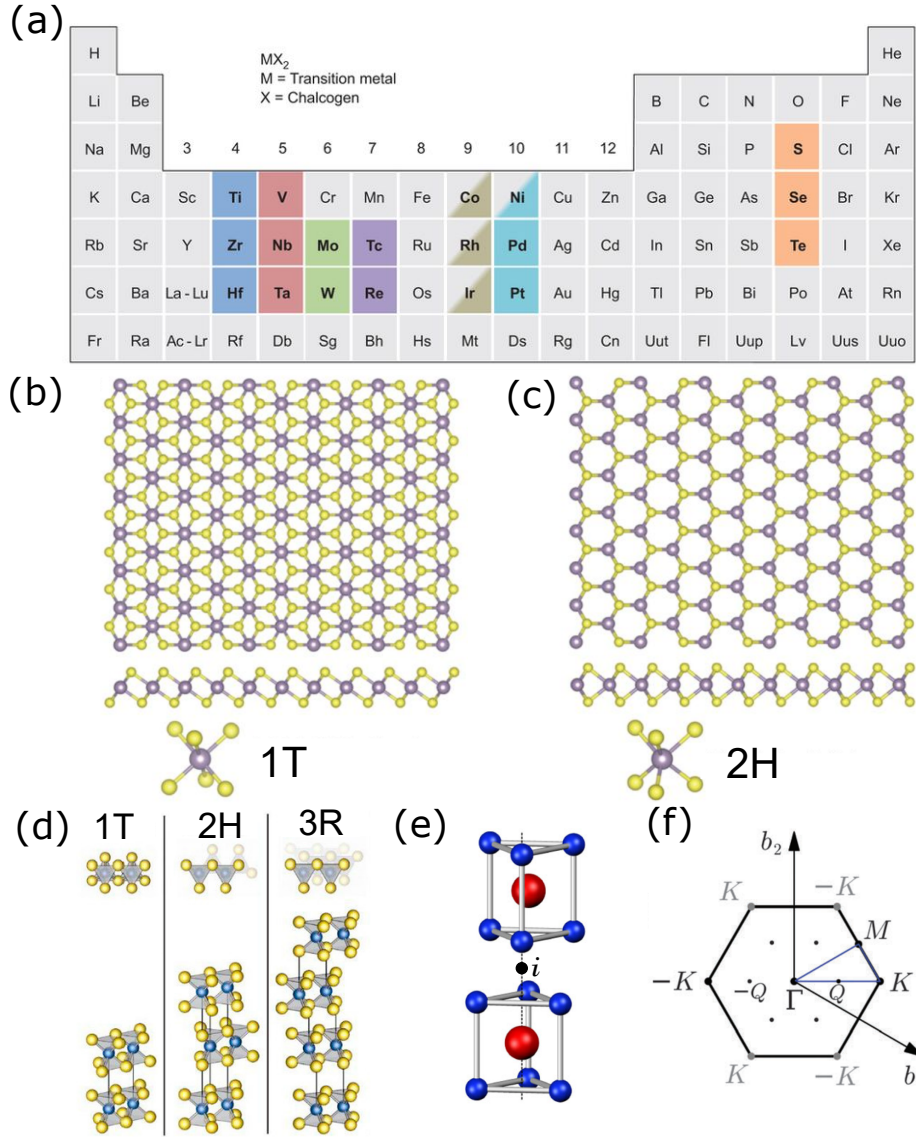 (a)
H He
MX2
M = Transition metal
X = Chalcogen
Li Be B C N O F Ne
Na Mg 3 4 5 6 7 8 9 10 11 12 Al Si P S Cl Ar
K Ca Sc Ti V Cr Mn Fe Co Ni Cu Zn Ga Ge As Se Br Kr
Rb Sr Y Zr Nb Mo Tc Ru Rh Pd Ag Cd In Sn Sb Te I Xe
Cs Ba La - Lu Hf Ta W Re Os Ir Pt Au Hg Tl Pb Bi Po At Rn
Fr Ra Ac - Lr Rf Db Sg Bh Hs Mt Ds Rg Cn Uut Fl Uup Lv Uus Uuo
(b)
1T
(c)
2H
(d)
1T 2H 3R
(e)
i
(f)
b2
K -K
M
-K -Q Γ Q K
K -K
b